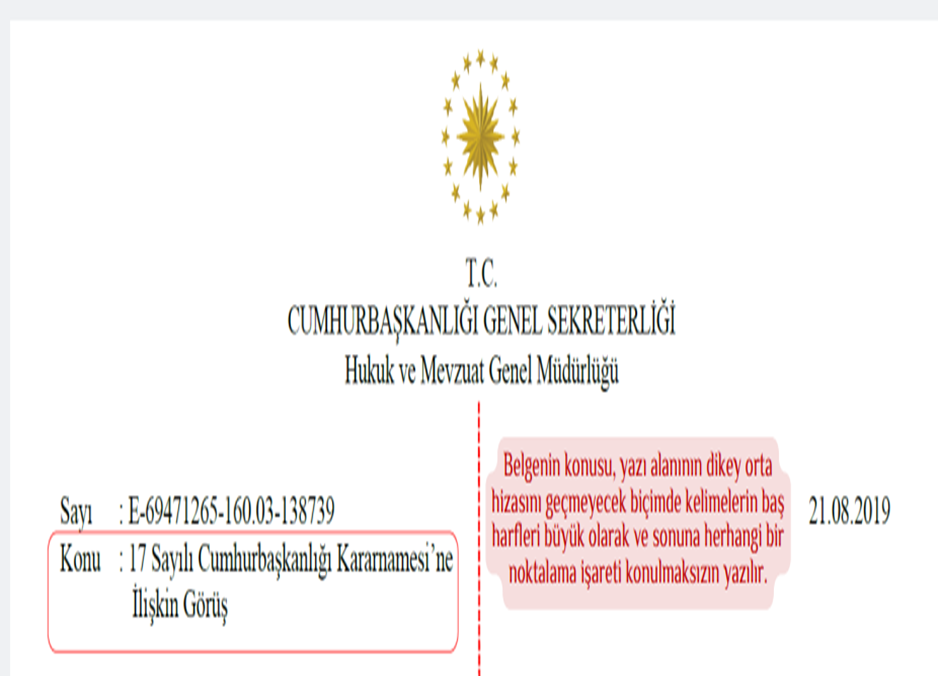 T.C.
CUMHURBAŞKANLIĞI GENEL SEKRETERLİĞİ
Hukuk ve Mevzuat Genel Müdürlüğü
Belgenin konusu, yazı alanının dikey orta
hizasını geçmeyecek biçimde kelimelerin baş
harfleri büyük olarak ve sonuna herhangi bir
noktalama işareti konulmaksızın yazılır.
Sayı : E-69471265-160.03-138739
21.08.2019
Konu : 17 Sayılı Cumhurbaşkanlığı Kararnamesi’ne
İlişkin Görüş